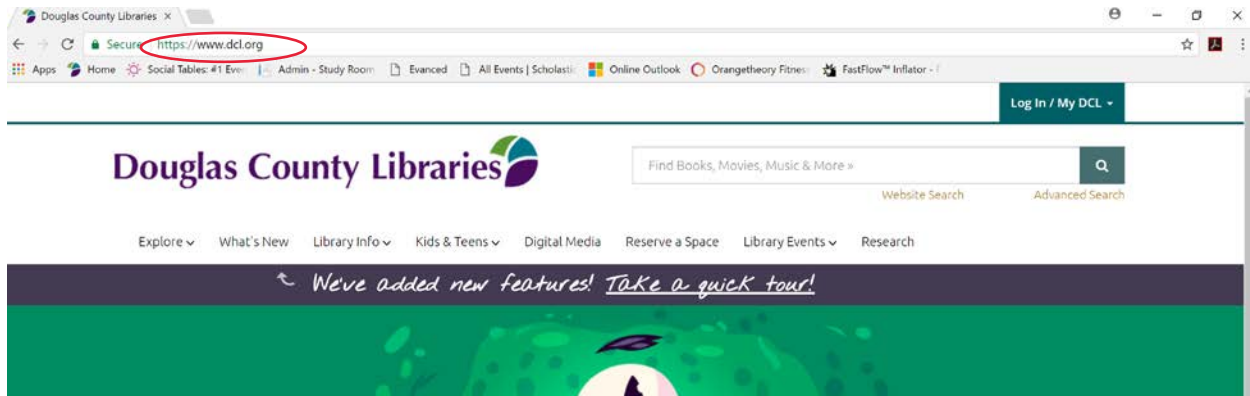 Douglas County Libraries
Secure https://www.dcl.org
Apps Home Social Tables: #1 Eve Admin - Study Room Evanced All Events | Scholastic Online Outlook Orangetheory Fitness FastFlow™ Inflator -
Log In / My DCL
Douglas County Libraries
Find Books, Movies, Music & More »
Website Search Advanced Search
Explore What's New Library Info Kids & Teens Digital Media Reserve a Space Library Events Research
We've added new features! Take a quick tour!